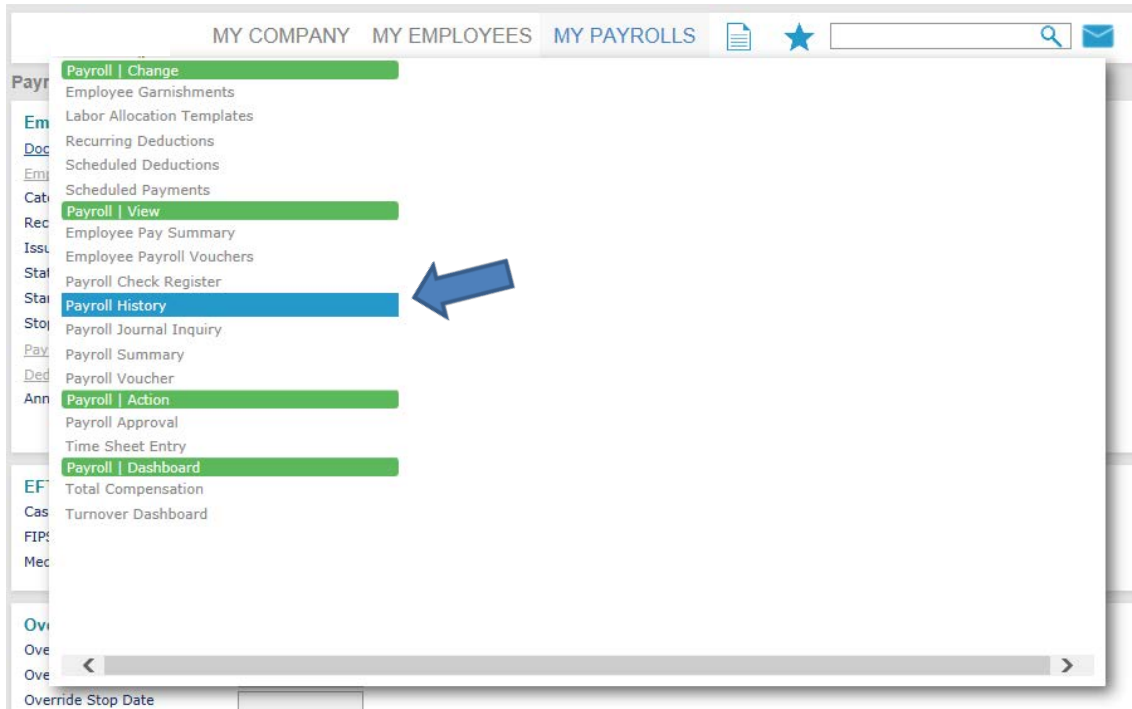 MY COMPANY MY EMPLOYEES MY PAYROLLS
Payroll | Change
Employee Garnishments
Labor Allocation Templates
Recurring Deductions
Scheduled Deductions
Scheduled Payments
Payroll | View
Employee Pay Summary
Employee Payroll Vouchers
Payroll Check Register
Payroll History
Payroll Journal Inquiry
Payroll Summary
Payroll Voucher
Payroll | Action
Payroll Approval
Time Sheet Entry
Payroll | Dashboard
Total Compensation
Turnover Dashboard
Override Stop Date